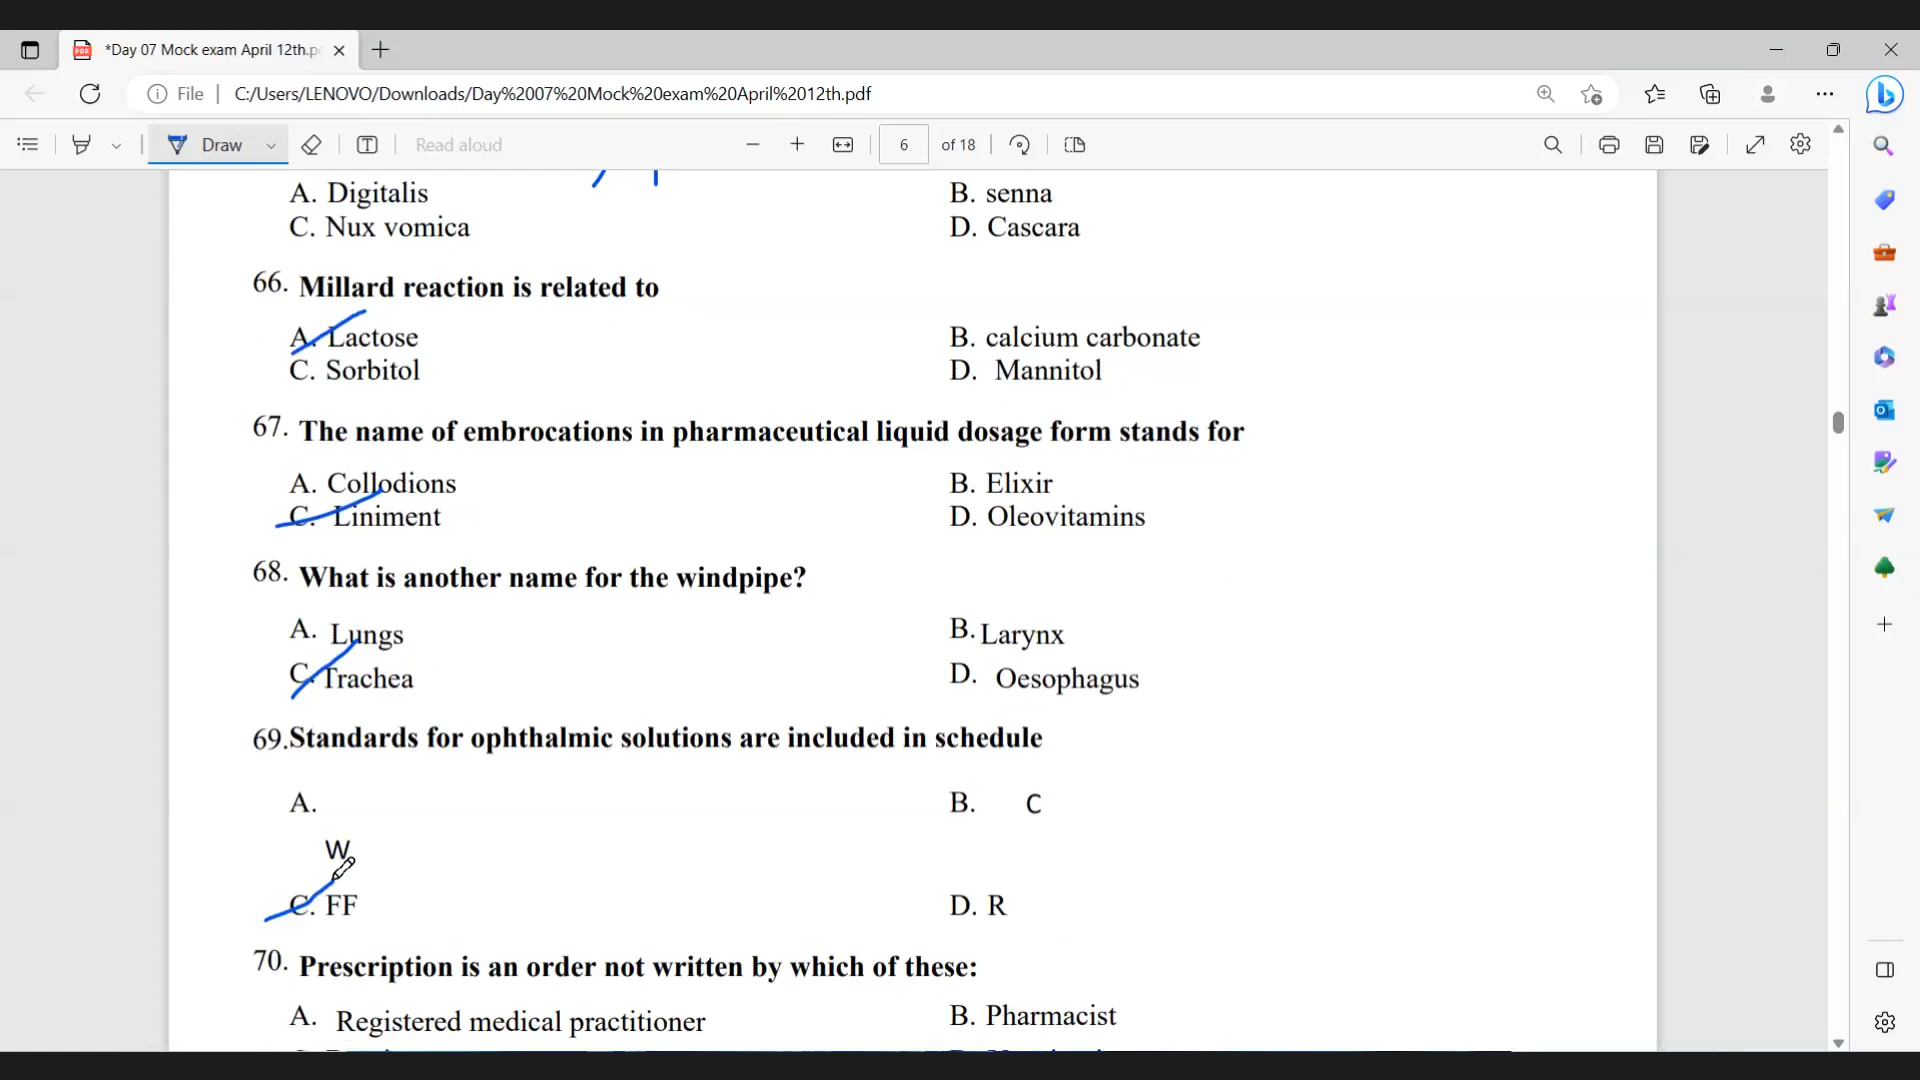 *Day 07 Mock exam April 12th.p
File
C:/Users/LENOVO/Downloads/Day%2007%20Mock%20exam%20April%2012th.pdf
Draw
Read aloud
6 of 18
A. Digitalis B. senna
C. Nux vomica D. Cascara
66. Millard reaction is related to
A. Lactose B. calcium carbonate
C. Sorbitol D. Mannitol
67. The name of embrocations in pharmaceutical liquid dosage form stands for
A. Collodions B. Elixir
C. Liniment D. Oleovitamins
68. What is another name for the windpipe?
A. Lungs B. Larynx
C. Trachea D. Oesophagus
69. Standards for ophthalmic solutions are included in schedule
A. B. C
W
C. FF D. R
70. Prescription is an order not written by which of these:
A. Registered medical practitioner B. Pharmacist